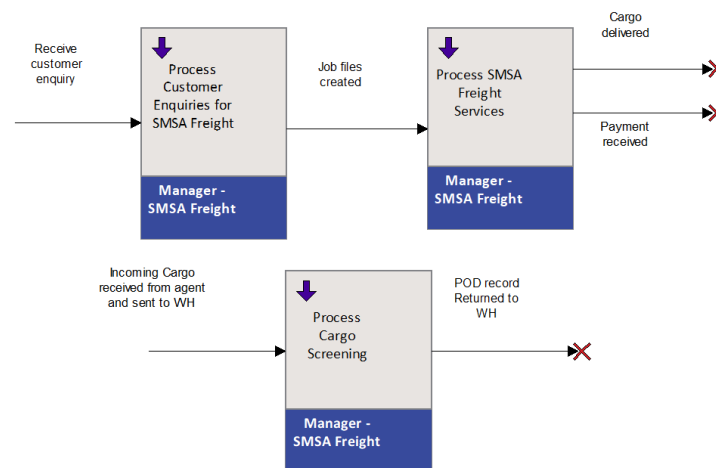 Receive
customer
enquiry
Process
Customer
Enquiries for
SMSA Freight
Manager -
SMSA Freight
Job files
created
Process SMSA
Freight
Services
Manager -
SMSA Freight
Cargo
delivered
Payment
received
Incoming Cargo
received from agent
and sent to WH
Process
Cargo
Screening
Manager -
SMSA Freight
POD record
Returned to
WH